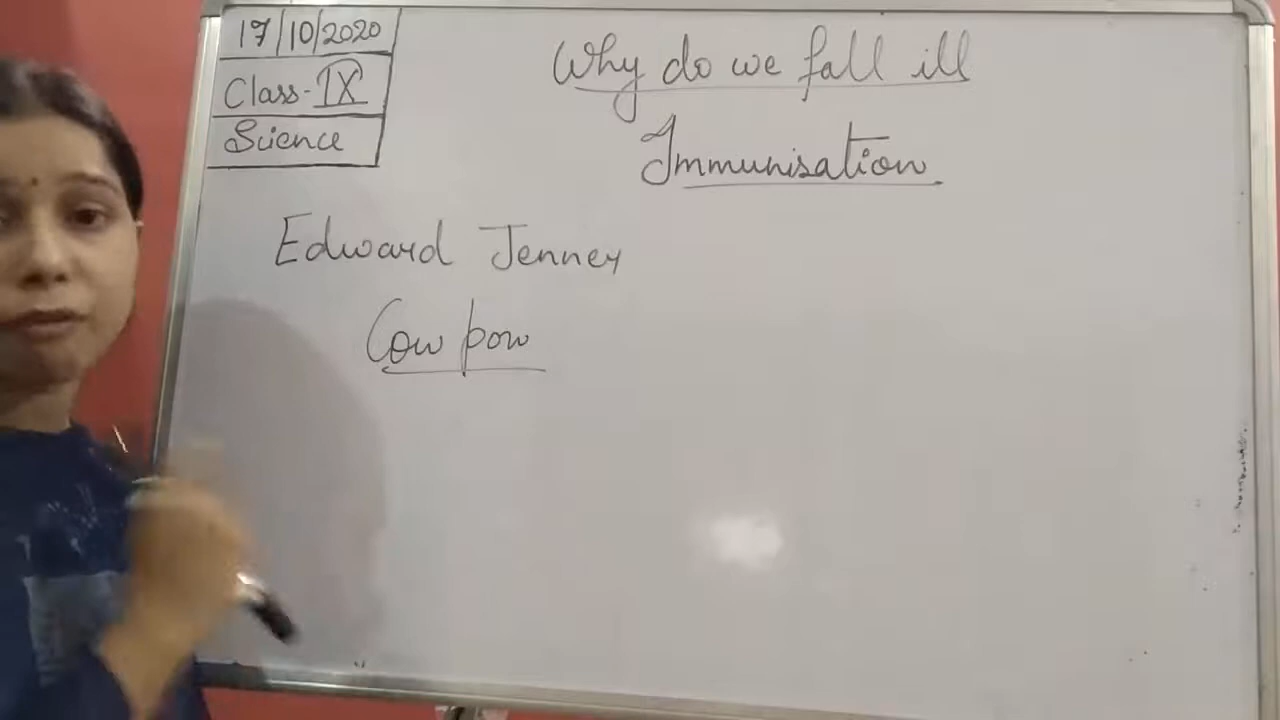 17/10/2020
Class-IX
Science
Why do we fall ill
Immunisation
Edward Jenner
Cow pow